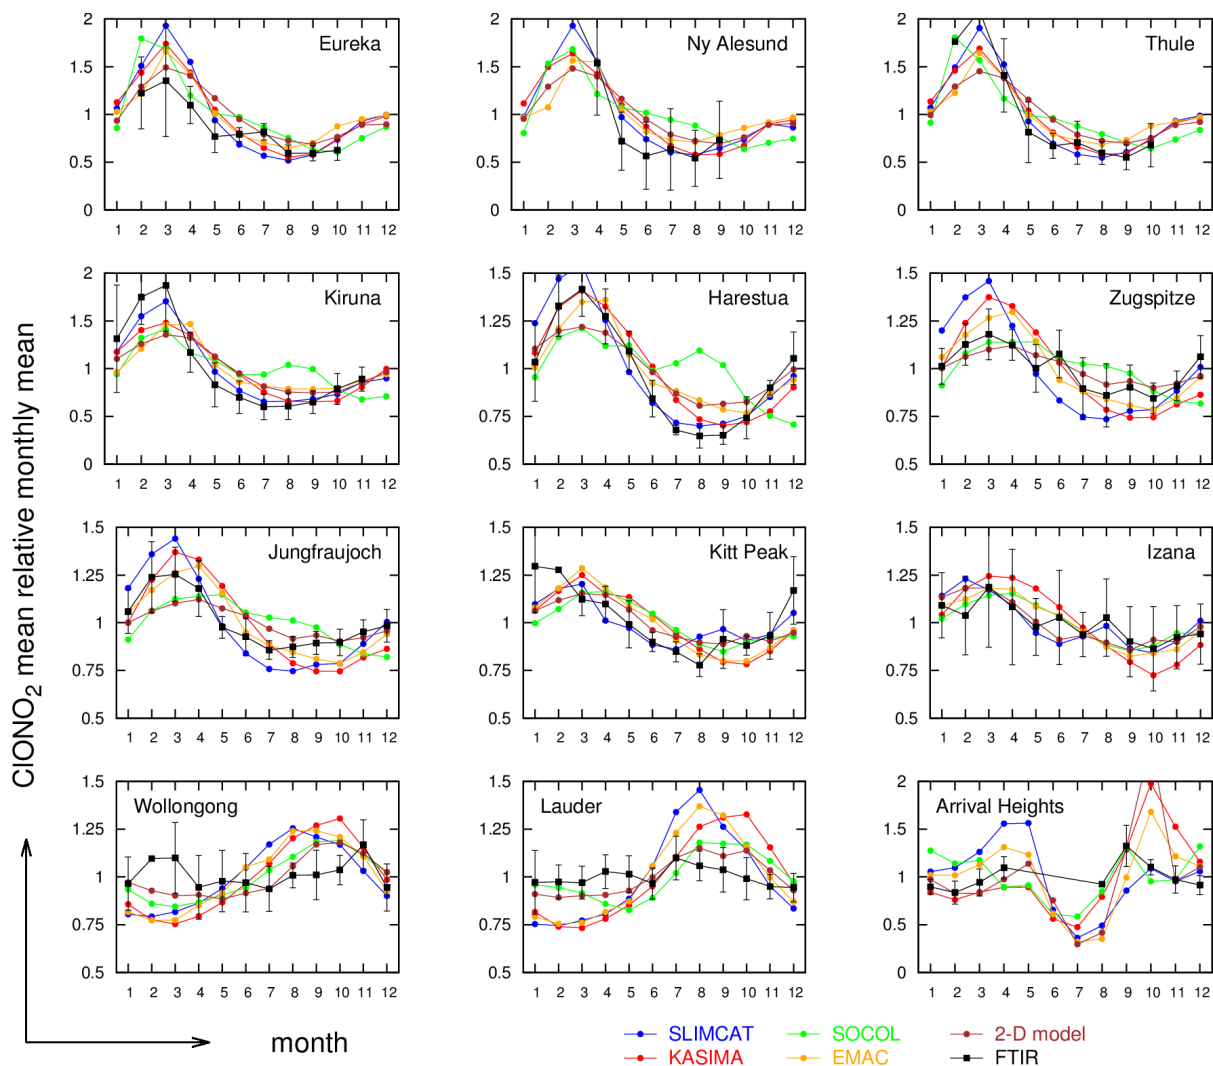 Eureka
2
1.5
1
0.5
0
1 2 3 4 5 6 7 8 9 10 11 12
Ny Alesund
2
1.5
1
0.5
0
1 2 3 4 5 6 7 8 9 10 11 12
Thule
2
1.5
1
0.5
0
1 2 3 4 5 6 7 8 9 10 11 12
Kiruna
2
1.5
1
0.5
0
1 2 3 4 5 6 7 8 9 10 11 12
Harestua
1.5
1.25
1
0.75
0.5
1 2 3 4 5 6 7 8 9 10 11 12
Zugspitze
1.5
1.25
1
0.75
0.5
1 2 3 4 5 6 7 8 9 10 11 12
Jungfraujoch
1.5
1.25
1
0.75
0.5
1 2 3 4 5 6 7 8 9 10 11 12
Kitt Peak
1.5
1.25
1
0.75
0.5
1 2 3 4 5 6 7 8 9 10 11 12
Izana
1.5
1.25
1
0.75
0.5
1 2 3 4 5 6 7 8 9 10 11 12
Wollongong
1.5
1.25
1
0.75
0.5
1 2 3 4 5 6 7 8 9 10 11 12
Lauder
1.5
1.25
1
0.75
0.5
1 2 3 4 5 6 7 8 9 10 11 12
Arrival Heights
2
1.5
1
0.5
0
1 2 3 4 5 6 7 8 9 10 11 12
ClONO2 mean relative monthly mean
month
SLIMCAT
KASIMA
SOCOL
EMAC
2-D model
FTIR